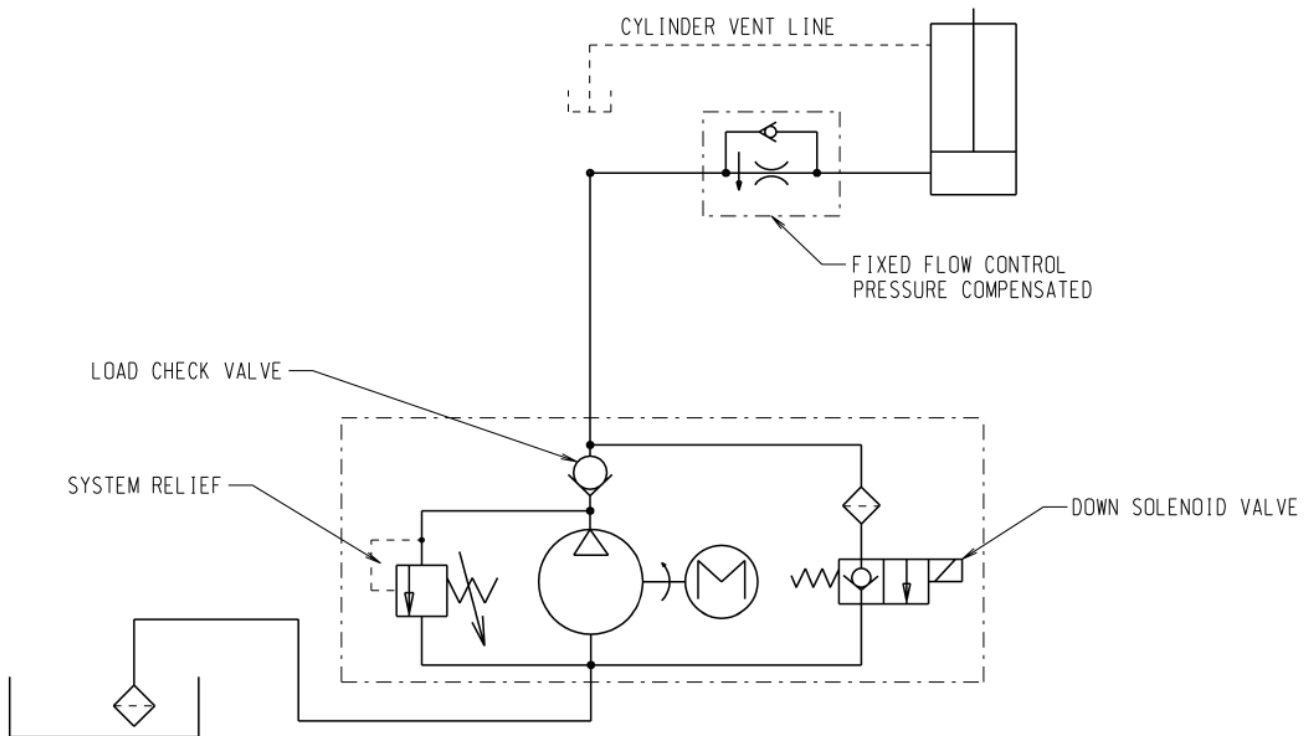 CYLINDER VENT LINE
FIXED FLOW CONTROL
PRESSURE COMPENSATED
LOAD CHECK VALVE
SYSTEM RELIEF
DOWN SOLENOID VALVE
M